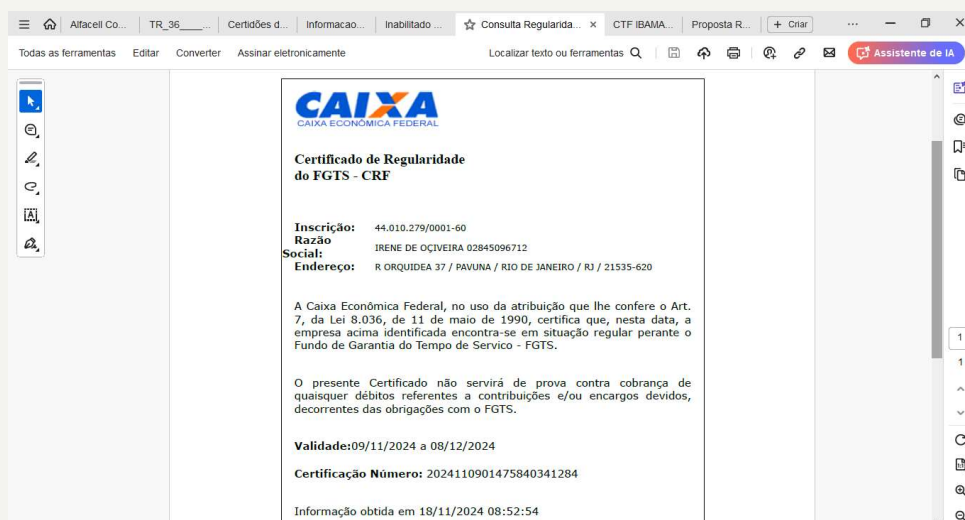 Alfacell Co...
TR_36____...
Certidões d...
Informacao...
Inabilitado ...
Consulta Regularida...
CTF IBAMA...
Proposta R...
+ Criar
Todas as ferramentas Editar Converter Assinar eletronicamente
Localizar texto ou ferramentas
Assistente de IA
CAIXA
CAIXA ECONÔMICA FEDERAL
Certificado de Regularidade
do FGTS - CRF
Inscrição: 44.010.279/0001-60
Razão
Social: IRENE DE OÇIVEIRA 02845096712
Endereço: R ORQUIDEA 37 / PAVUNA / RIO DE JANEIRO / RJ / 21535-620
A Caixa Econômica Federal, no uso da atribuição que lhe confere o Art.
7, da Lei 8.036, de 11 de maio de 1990, certifica que, nesta data, a
empresa acima identificada encontra-se em situação regular perante o
Fundo de Garantia do Tempo de Servico - FGTS.
O presente Certificado não servirá de prova contra cobrança de
quaisquer débitos referentes a contribuições e/ou encargos devidos,
decorrentes das obrigações com o FGTS.
Validade:09/11/2024 a 08/12/2024
Certificação Número: 2024110901475840341284
Informação obtida em 18/11/2024 08:52:54
1
1